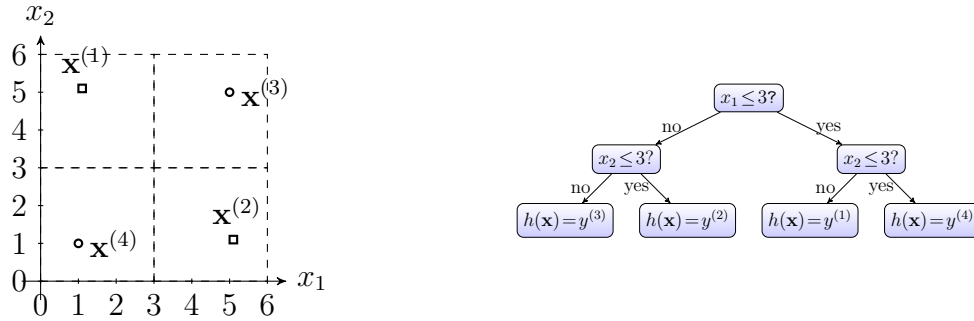 x₂
6
x⁽¹⁾
5
x⁽³⁾
4
3
2
x⁽²⁾
1
x⁽⁴⁾
0
x₁
0 1 2 3 4 5 6
x₁ ≤ 3?
no yes
x₂ ≤ 3? x₂ ≤ 3?
no yes no yes
h(x) = y⁽³⁾ h(x) = y⁽²⁾ h(x) = y⁽¹⁾ h(x) = y⁽⁴⁾